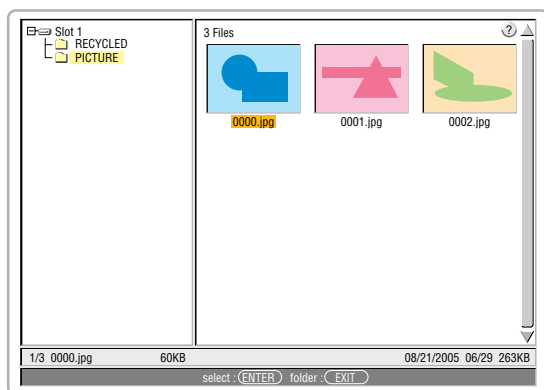 Slot 1
RECYCLED
PICTURE
3 Files
?
0000.jpg 0001.jpg 0002.jpg
1/3 0000.jpg 60KB 08/21/2005 06/29 263KB
select : ENTER folder : EXIT